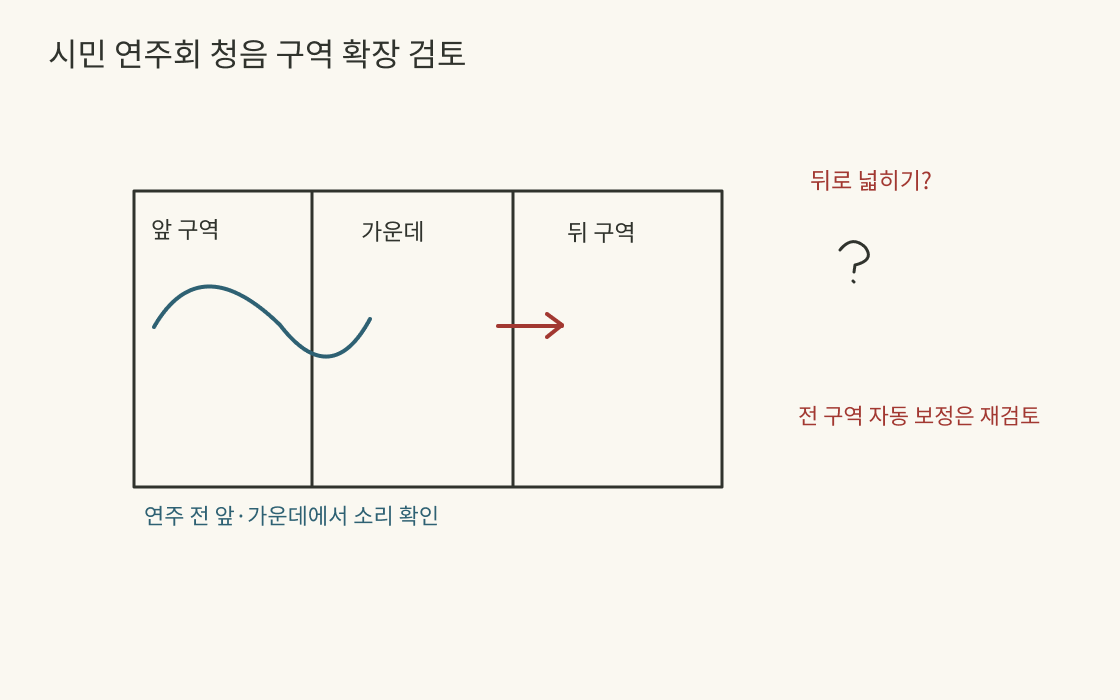 시민 연주회 청음 구역 확장 검토
뒤로 넓히기?
앞 구역
가운데
뒤 구역
?
전 구역 자동 보정은 재검토
연주 전 앞·가운데에서 소리 확인